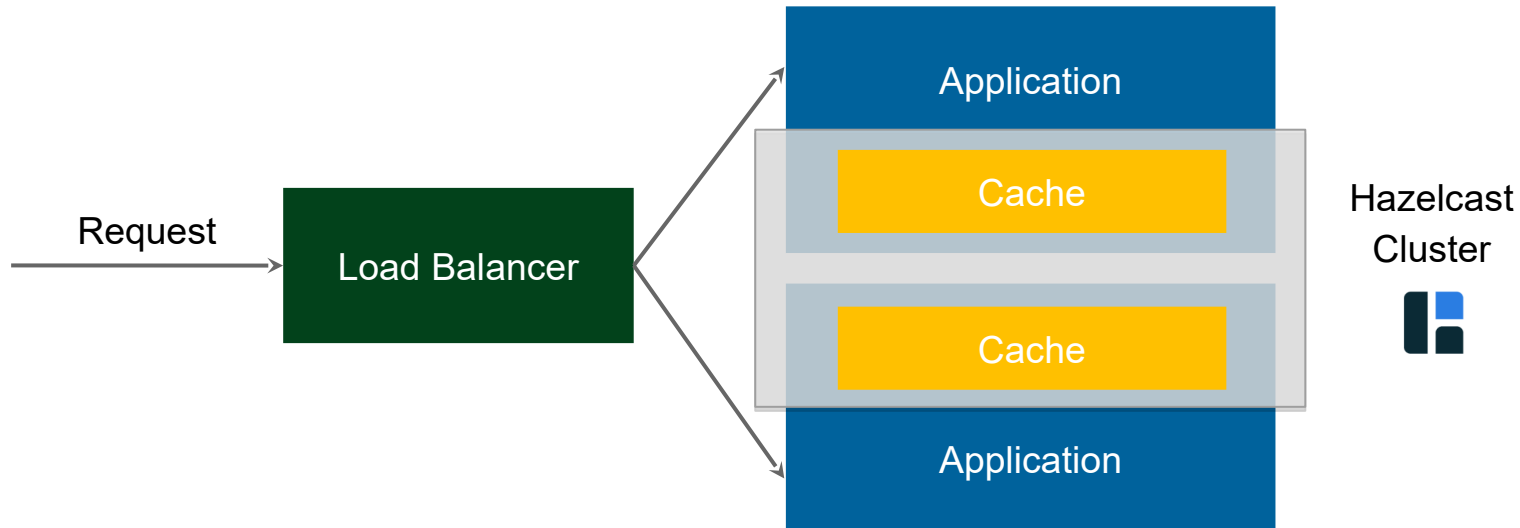 Request
Load Balancer
Application
Cache
Cache
Application
Hazelcast
Cluster